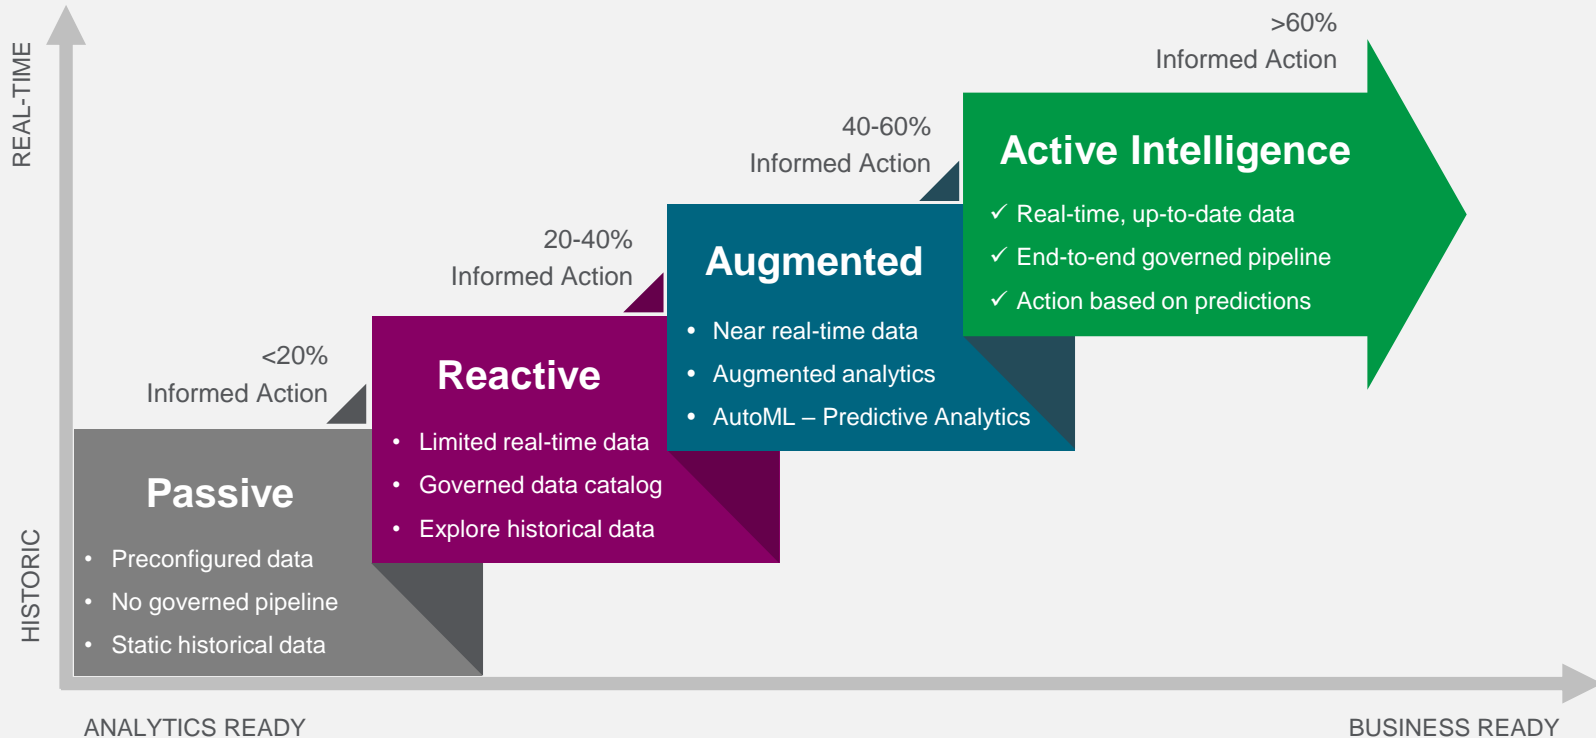 REAL-TIME
HISTORIC
<20%
Informed Action
Passive
• Preconfigured data
• No governed pipeline
• Static historical data
20-40%
Informed Action
Reactive
• Limited real-time data
• Governed data catalog
• Explore historical data
40-60%
Informed Action
Augmented
• Near real-time data
• Augmented analytics
• AutoML – Predictive Analytics
>60%
Informed Action
Active Intelligence
✓ Real-time, up-to-date data
✓ End-to-end governed pipeline
✓ Action based on predictions
ANALYTICS READY
BUSINESS READY